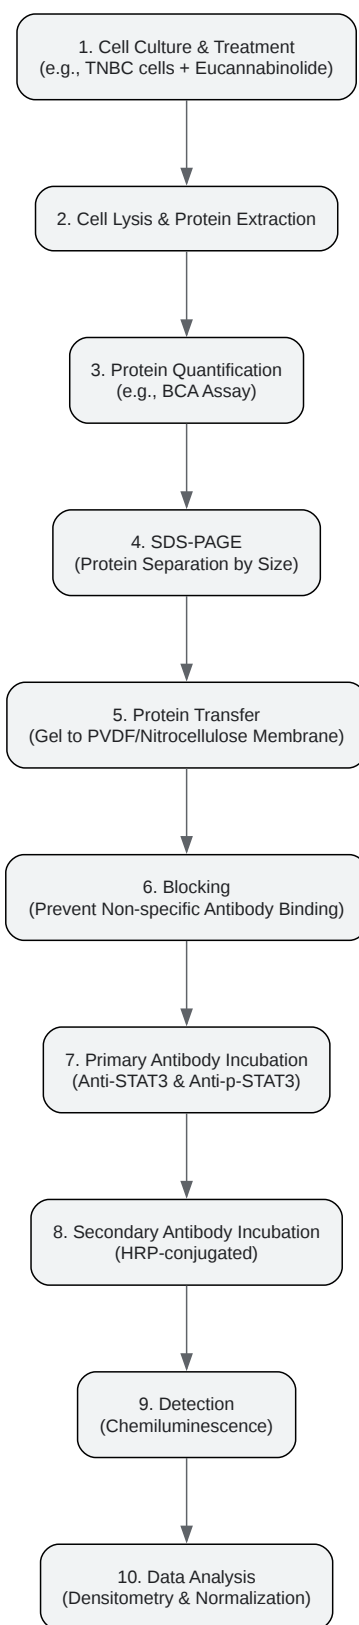 1. Cell Culture & Treatment
(e.g., TNBC cells + Eucannabinolide)
2. Cell Lysis & Protein Extraction
3. Protein Quantification
(e.g., BCA Assay)
4. SDS-PAGE
(Protein Separation by Size)
5. Protein Transfer
(Gel to PVDF/Nitrocellulose Membrane)
6. Blocking
(Prevent Non-specific Antibody Binding)
7. Primary Antibody Incubation
(Anti-STAT3 & Anti-p-STAT3)
8. Secondary Antibody Incubation
(HRP-conjugated)
9. Detection
(Chemiluminescence)
10. Data Analysis
(Densitometry & Normalization)